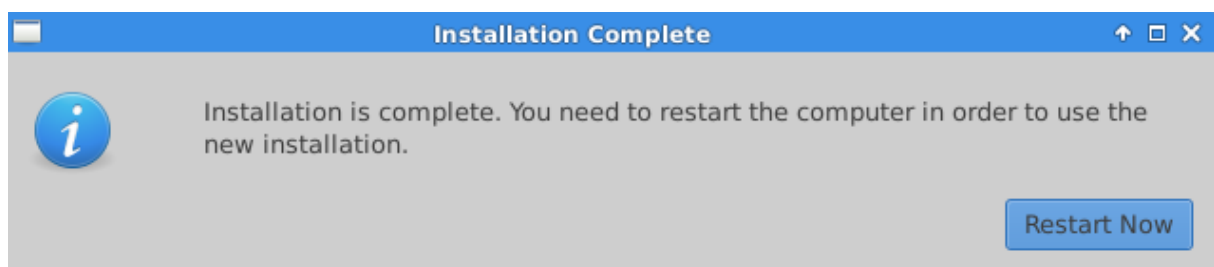 Installation Complete
Installation is complete. You need to restart the computer in order to use the
new installation.
Restart Now